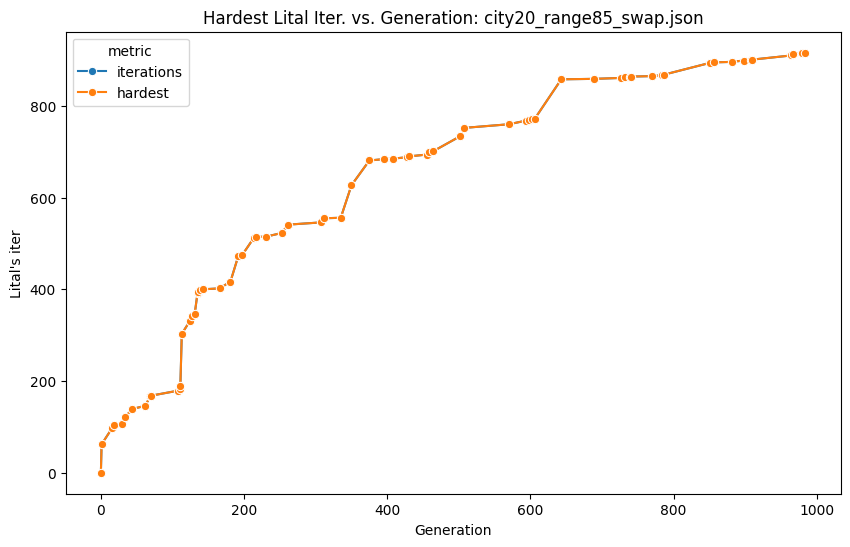 Hardest Lital Iter. vs. Generation: city20_range85_swap.json
metric
iterations
hardest
Lital's iter
800
600
400
200
0
0 200 400 600 800 1000
Generation